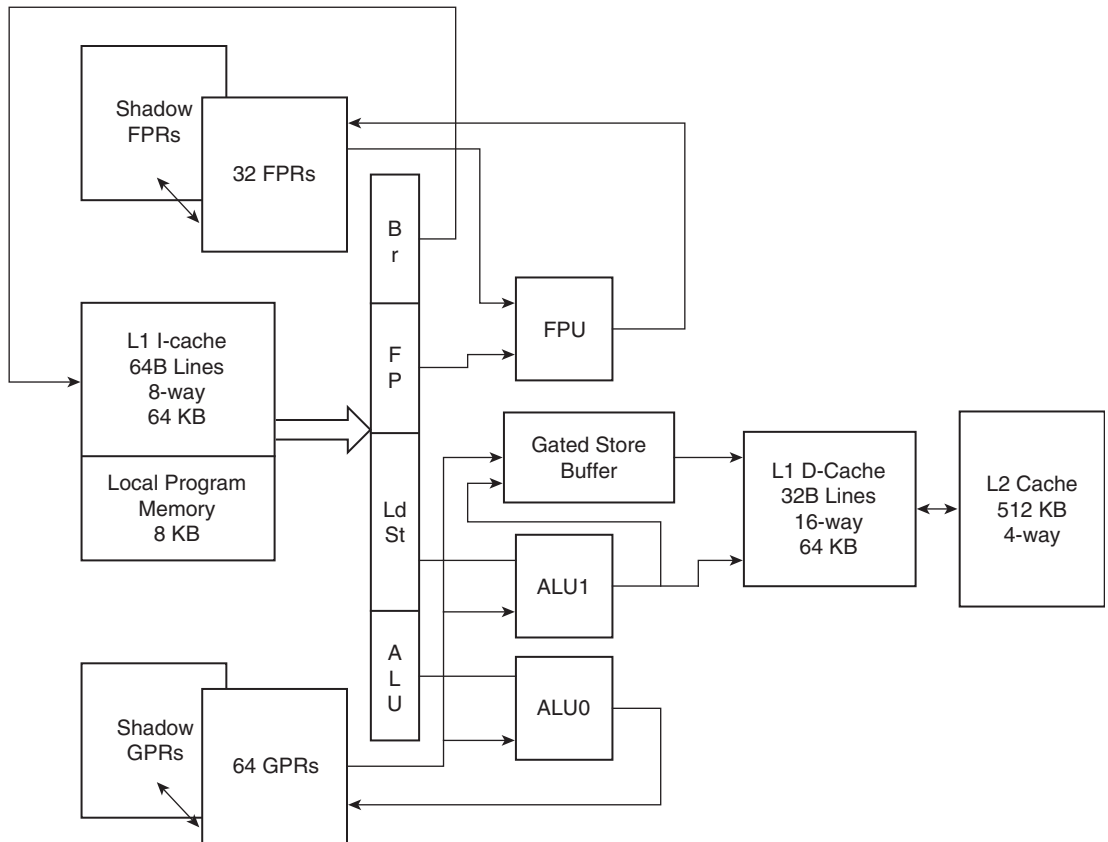 Shadow
FPRs
32 FPRs
B
r
F
P
Ld
St
A
L
U
L1 I-cache
64B Lines
8-way
64 KB
Local Program
Memory
8 KB
FPU
Gated Store
Buffer
L1 D-Cache
32B Lines
16-way
64 KB
L2 Cache
512 KB
4-way
ALU1
ALU0
Shadow
GPRs
64 GPRs